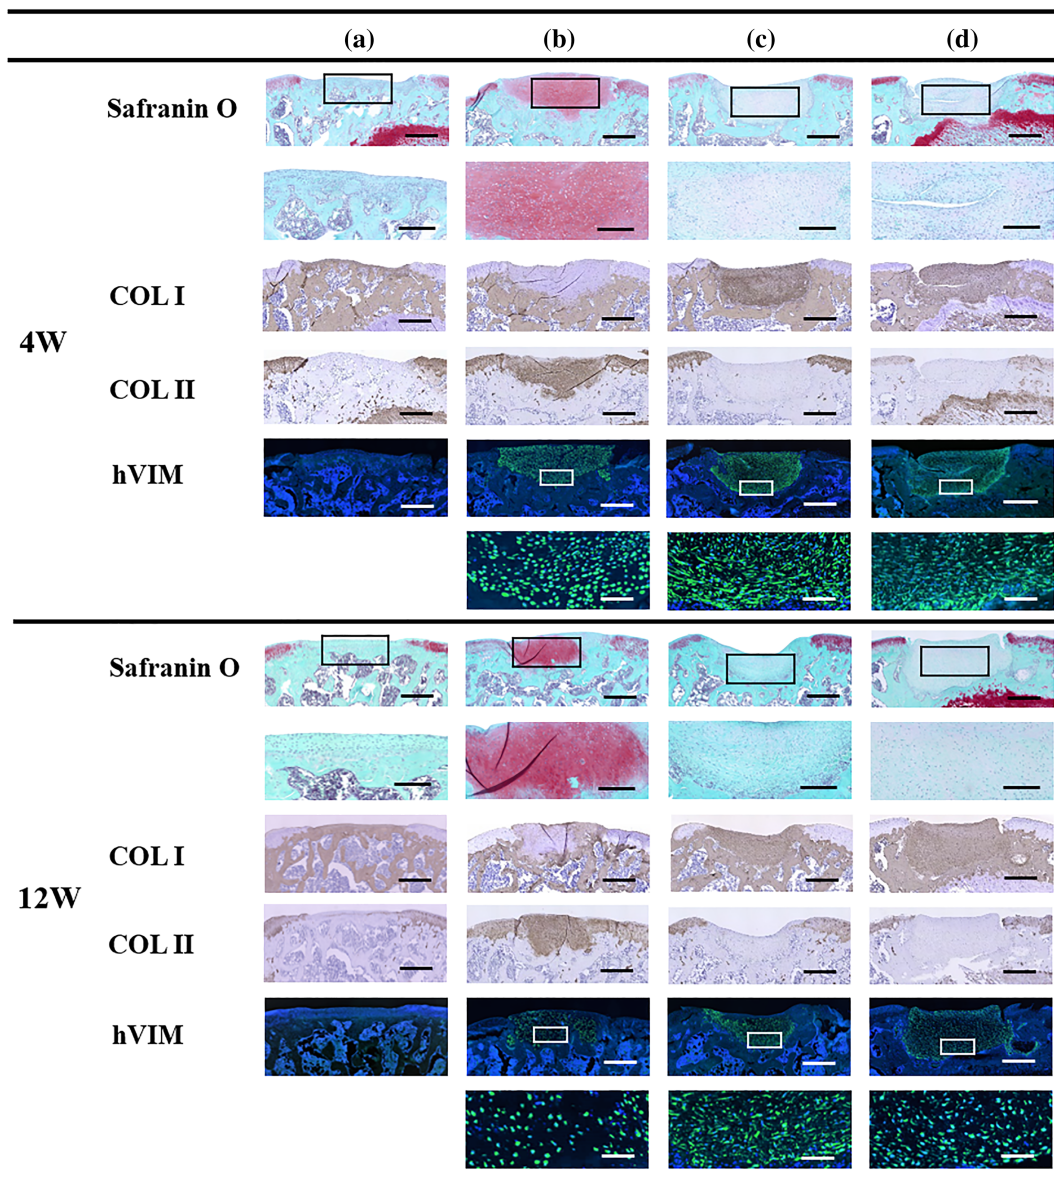 (a) (b) (c) (d)
Safranin O
COL I
4W
COL II
hVIM
Safranin O
COL I
12W
COL II
hVIM